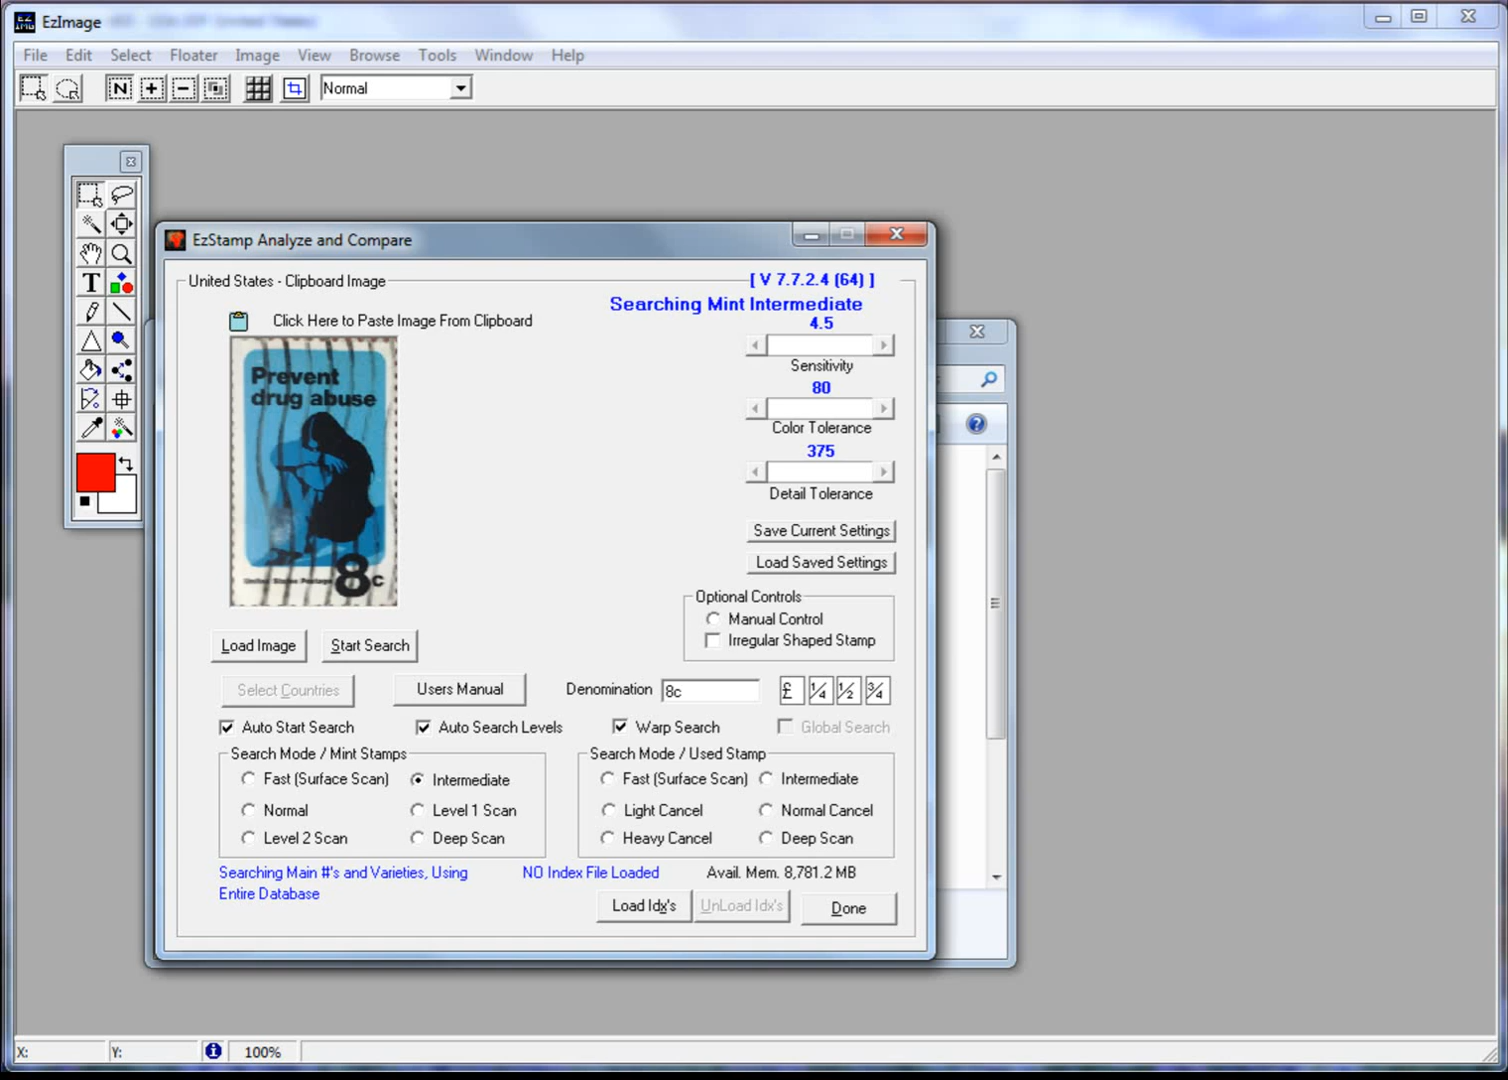 EzImage
File Edit Select Floater Image View Browse Tools Window Help
N + - Normal
EzStamp Analyze and Compare
United States - Clipboard Image
[ V 7.7.2.4 (64) ]
Searching Mint Intermediate
Click Here to Paste Image From Clipboard
4.5
Sensitivity
80
Color Tolerance
375
Detail Tolerance
Prevent
drug abuse
United States Postage 8c
Save Current Settings
Load Saved Settings
Optional Controls
Manual Control
Irregular Shaped Stamp
Load Image Start Search
Select Countries Users Manual Denomination 8c £ 1/4 1/2 3/4
Auto Start Search Auto Search Levels Warp Search Global Search
Search Mode / Mint Stamps
Fast (Surface Scan) Intermediate
Normal Level 1 Scan
Level 2 Scan Deep Scan
Search Mode / Used Stamp
Fast (Surface Scan) Intermediate
Light Cancel Normal Cancel
Heavy Cancel Deep Scan
Searching Main #'s and Varieties, Using
Entire Database
NO Index File Loaded
Avail. Mem. 8,781.2 MB
Load Idx's UnLoad Idx's Done
T
X: Y: 100%